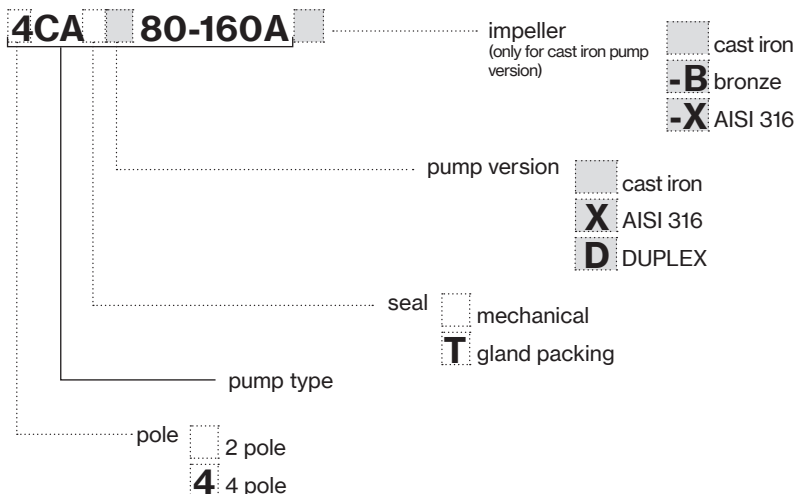 4CA 80-160A
impeller
(only for cast iron pump
version)
cast iron
-B bronze
-X AISI 316
pump version
cast iron
X AISI 316
D DUPLEX
seal
mechanical
T gland packing
pump type
pole
2 pole
4 4 pole